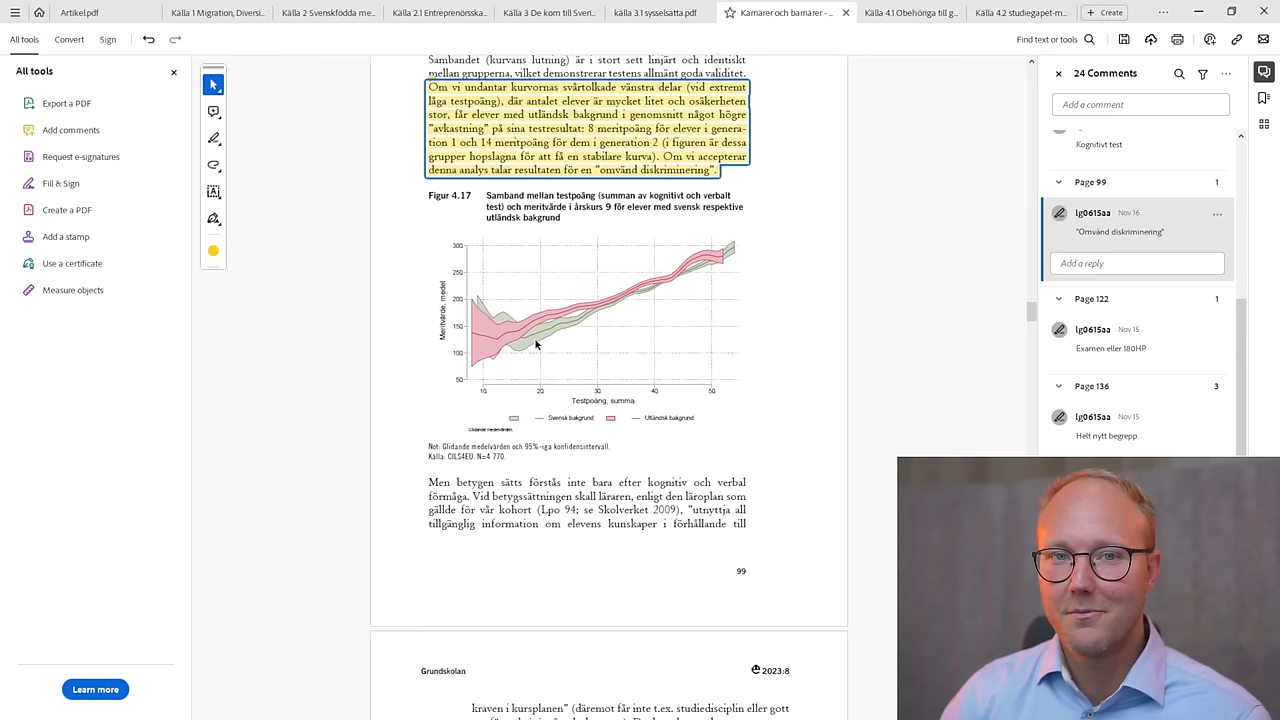 Artikel.pdf
Källa 1 Migration, Diversi...
Källa 2 Svenskfödda me...
Källa 2.1 Entreprenörsska...
Källa 3 De kom till Sveri...
källa 3.1 sysselsatta.pdf
Karriärer och barriärer - ...
Källa 4.1 Obehöriga till g...
Källa 4.2 studiegapet-m...
+ Create
All tools
Convert
Sign
Find text or tools
All tools
Export a PDF
Add comments
Request e-signatures
Fill & Sign
Create a PDF
Add a stamp
Use a certificate
Measure objects
Learn more
Sambandet (kurvans lutning) är i stort sett linjärt och identiskt
mellan grupperna, vilket demonstrerar testens allmänt goda validitet.
Om vi undantar kurvornas svårtolkade vänstra delar (vid extremt
låga testpoäng), där antalet elever är mycket litet och osäkerheten
stor, får elever med utländsk bakgrund i genomsnitt något högre
"avkastning" på sina testresultat: 8 meritpoäng för elever i genera-
tion 1 och 14 meritpoäng för dem i generation 2 (i figuren är dessa
grupper hopslagna för att få en stabilare kurva). Om vi accepterar
denna analys talar resultaten för en "omvänd diskriminering".
Figur 4.17 Samband mellan testpoäng (summan av kognitivt och verbalt
test) och meritvärde i årskurs 9 för elever med svensk respektive
utländsk bakgrund
Meritvärde, medel
300
250
200
150
100
50
10 20 30 40 50
Testpoäng, summa
Svensk bakgrund Utländsk bakgrund
Glidande medelvärden.
Not: Glidande medelvärden och 95%-iga konfidensintervall.
Källa: CILS4EU. N=4 770.
Men betygen sätts förstås inte bara efter kognitiv och verbal
förmåga. Vid betygssättningen skall läraren, enligt den läroplan som
gällde för vår kohort (Lpo 94; se Skolverket 2009), "utnyttja all
tillgänglig information om elevens kunskaper i förhållande till
99
Grundskolan 2023:8
kraven i kursplanen" (däremot får inte t.ex. studiedisciplin eller gott
24 Comments
Add a comment
Kognitivt test
Page 99 1
lg0615aa Nov 16
"Omvänd diskriminering"
Add a reply
Page 122 1
lg0615aa Nov 15
Examen eller 180HP
Page 136 3
lg0615aa Nov 15
Helt nytt begrepp.